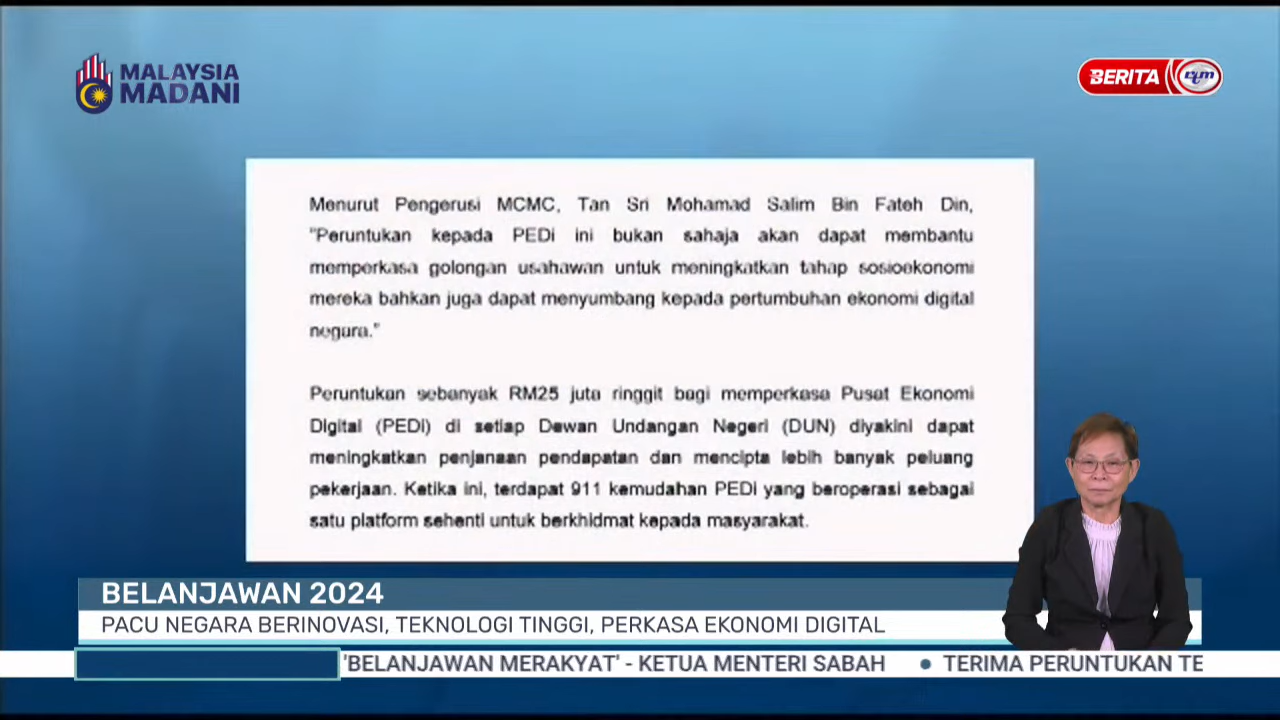 MALAYSIA
MADANI
BERITA rtm
Menurut Pengerusi MCMC, Tan Sri Mohamad Salim Bin Fateh Din,
"Peruntukan kepada PEDi ini bukan sahaja akan dapat membantu
memperkasa golongan usahawan untuk meningkatkan tahap sosioekonomi
mereka bahkan juga dapat menyumbang kepada pertumbuhan ekonomi digital
negara."
Peruntukan sebanyak RM25 juta ringgit bagi memperkasa Pusat Ekonomi
Digital (PEDi) di setiap Dewan Undangan Negeri (DUN) diyakini dapat
meningkatkan penjanaan pendapatan dan mencipta lebih banyak peluang
pekerjaan. Ketika ini, terdapat 911 kemudahan PEDi yang beroperasi sebagai
satu platform sehenti untuk berkhidmat kepada masyarakat.
BELANJAWAN 2024
PACU NEGARA BERINOVASI, TEKNOLOGI TINGGI, PERKASA EKONOMI DIGITAL
'BELANJAWAN MERAKYAT' - KETUA MENTERI SABAH • TERIMA PERUNTUKAN TE